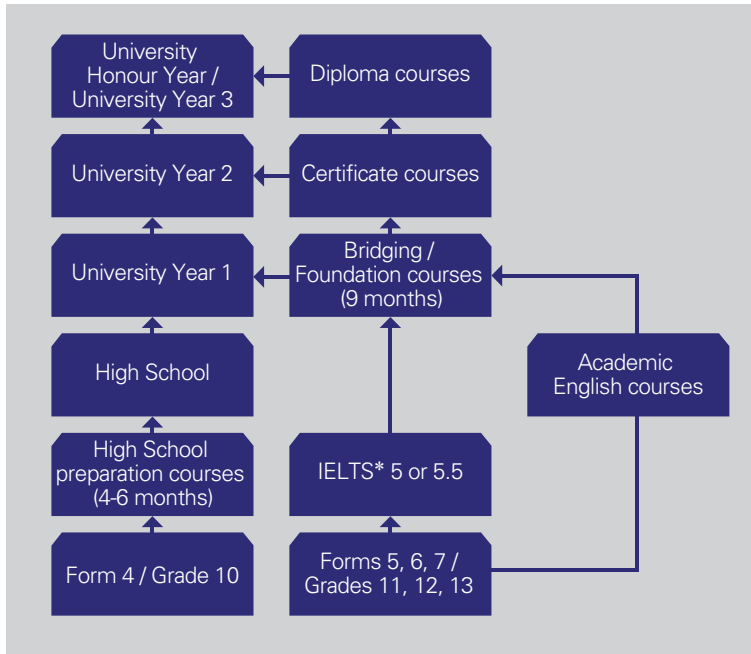 University
Honour Year /
University Year 3
Diploma courses
University Year 2
Certificate courses
University Year 1
Bridging /
Foundation courses
(9 months)
High School
Academic
English courses
High School
preparation courses
(4-6 months)
IELTS* 5 or 5.5
Form 4 / Grade 10
Forms 5, 6, 7 /
Grades 11, 12, 13